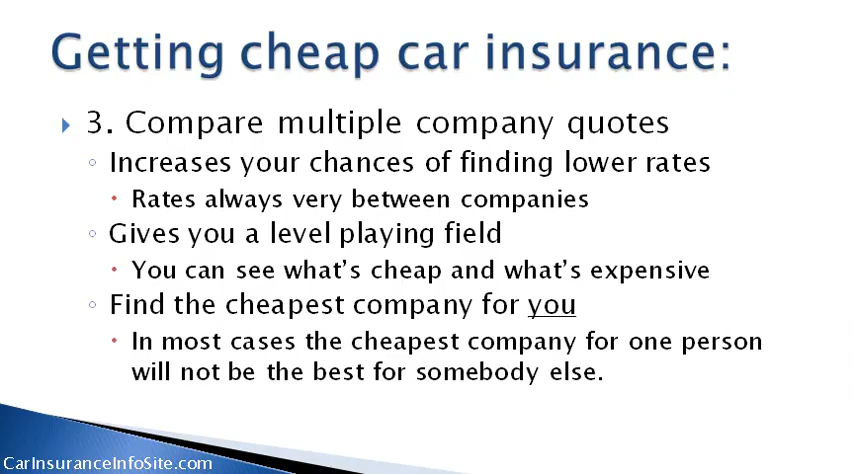 Getting cheap car insurance:
3. Compare multiple company quotes
Increases your chances of finding lower rates
Rates always very between companies
Gives you a level playing field
You can see what’s cheap and what’s expensive
Find the cheapest company for you
In most cases the cheapest company for one person
will not be the best for somebody else.
CarInsuranceInfoSite.com